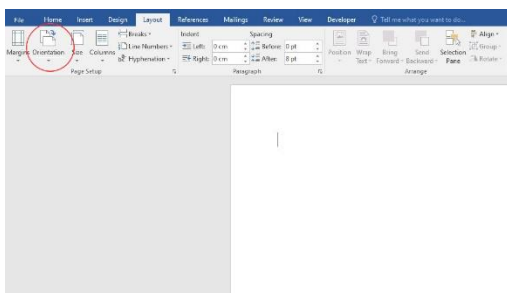 File Home Insert Design Layout References Mailings Review View Developer Tell me what you want to do...
Breaks Indent Spacing Align
Line Numbers Left: 0 cm Before: 0 pt Group
Margins Orientation Size Columns Hyphenation Right: 0 cm After: 8 pt Position Wrap Text Bring Forward Send Backward Selection Pane Rotate
Page Setup Paragraph Arrange